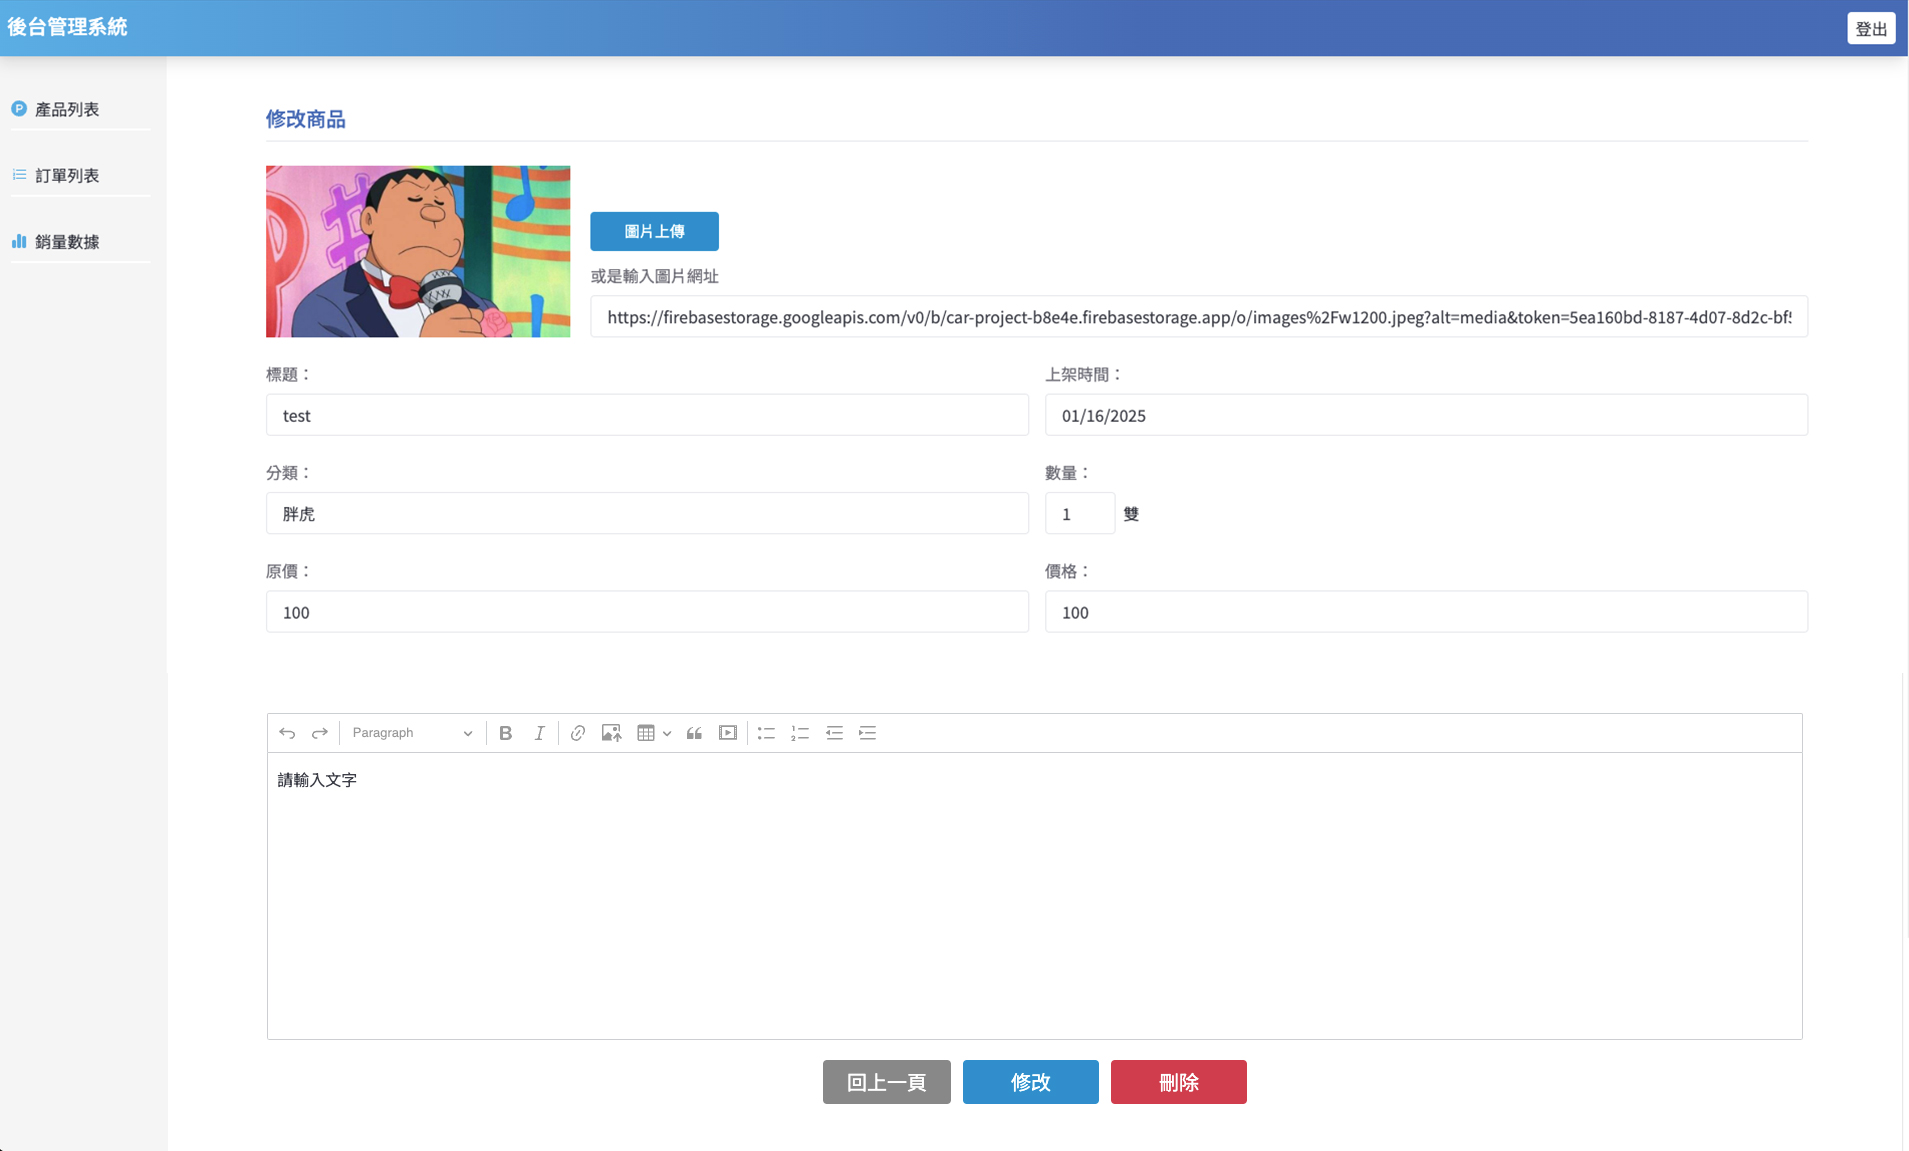 後台管理系統
登出
產品列表
訂單列表
銷量數據
修改商品
圖片上傳
或是輸入圖片網址
https://firebasestorage.googleapis.com/v0/b/car-project-b8e4e.firebasestorage.app/o/images%2Fw1200.jpeg?alt=media&token=5ea160bd-8187-4d07-8d2c-bf
標題：
上架時間：
test
01/16/2025
分類：
數量：
胖虎
1 雙
原價：
價格：
100
100
Paragraph
請輸入文字
回上一頁
修改
刪除